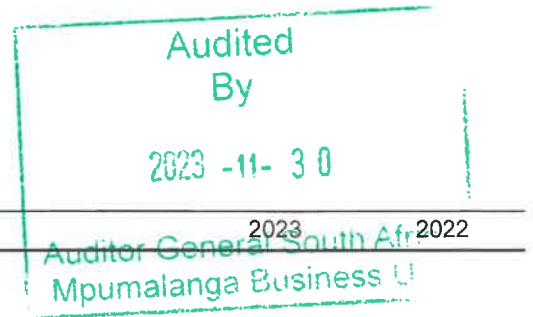 Audited
By
2023 -11- 30
2023 2022
Auditor General South Afr
Mpumalanga Business U